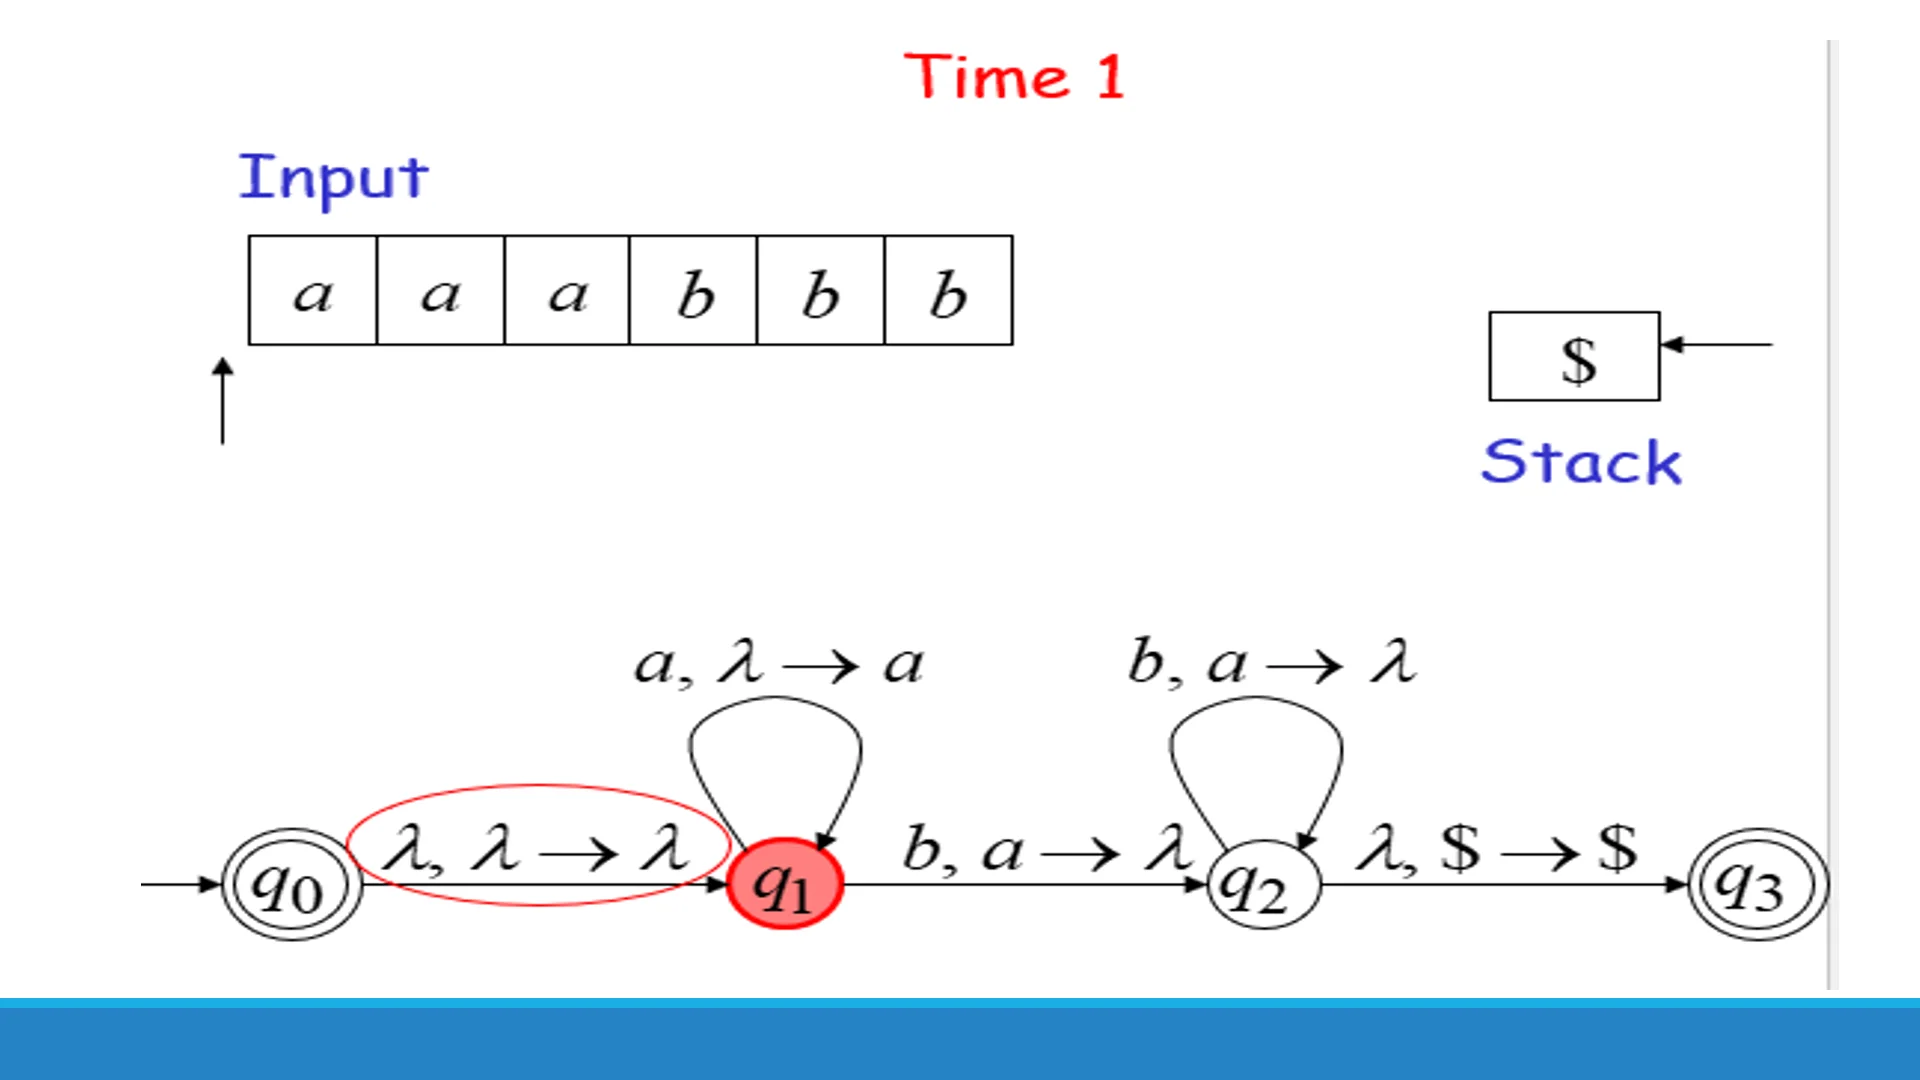 Time 1
Input
a a a b b b
$
Stack
a, λ → a
b, a → λ
q0
λ, λ → λ
q1
b, a → λ
q2
λ, $ → $
q3